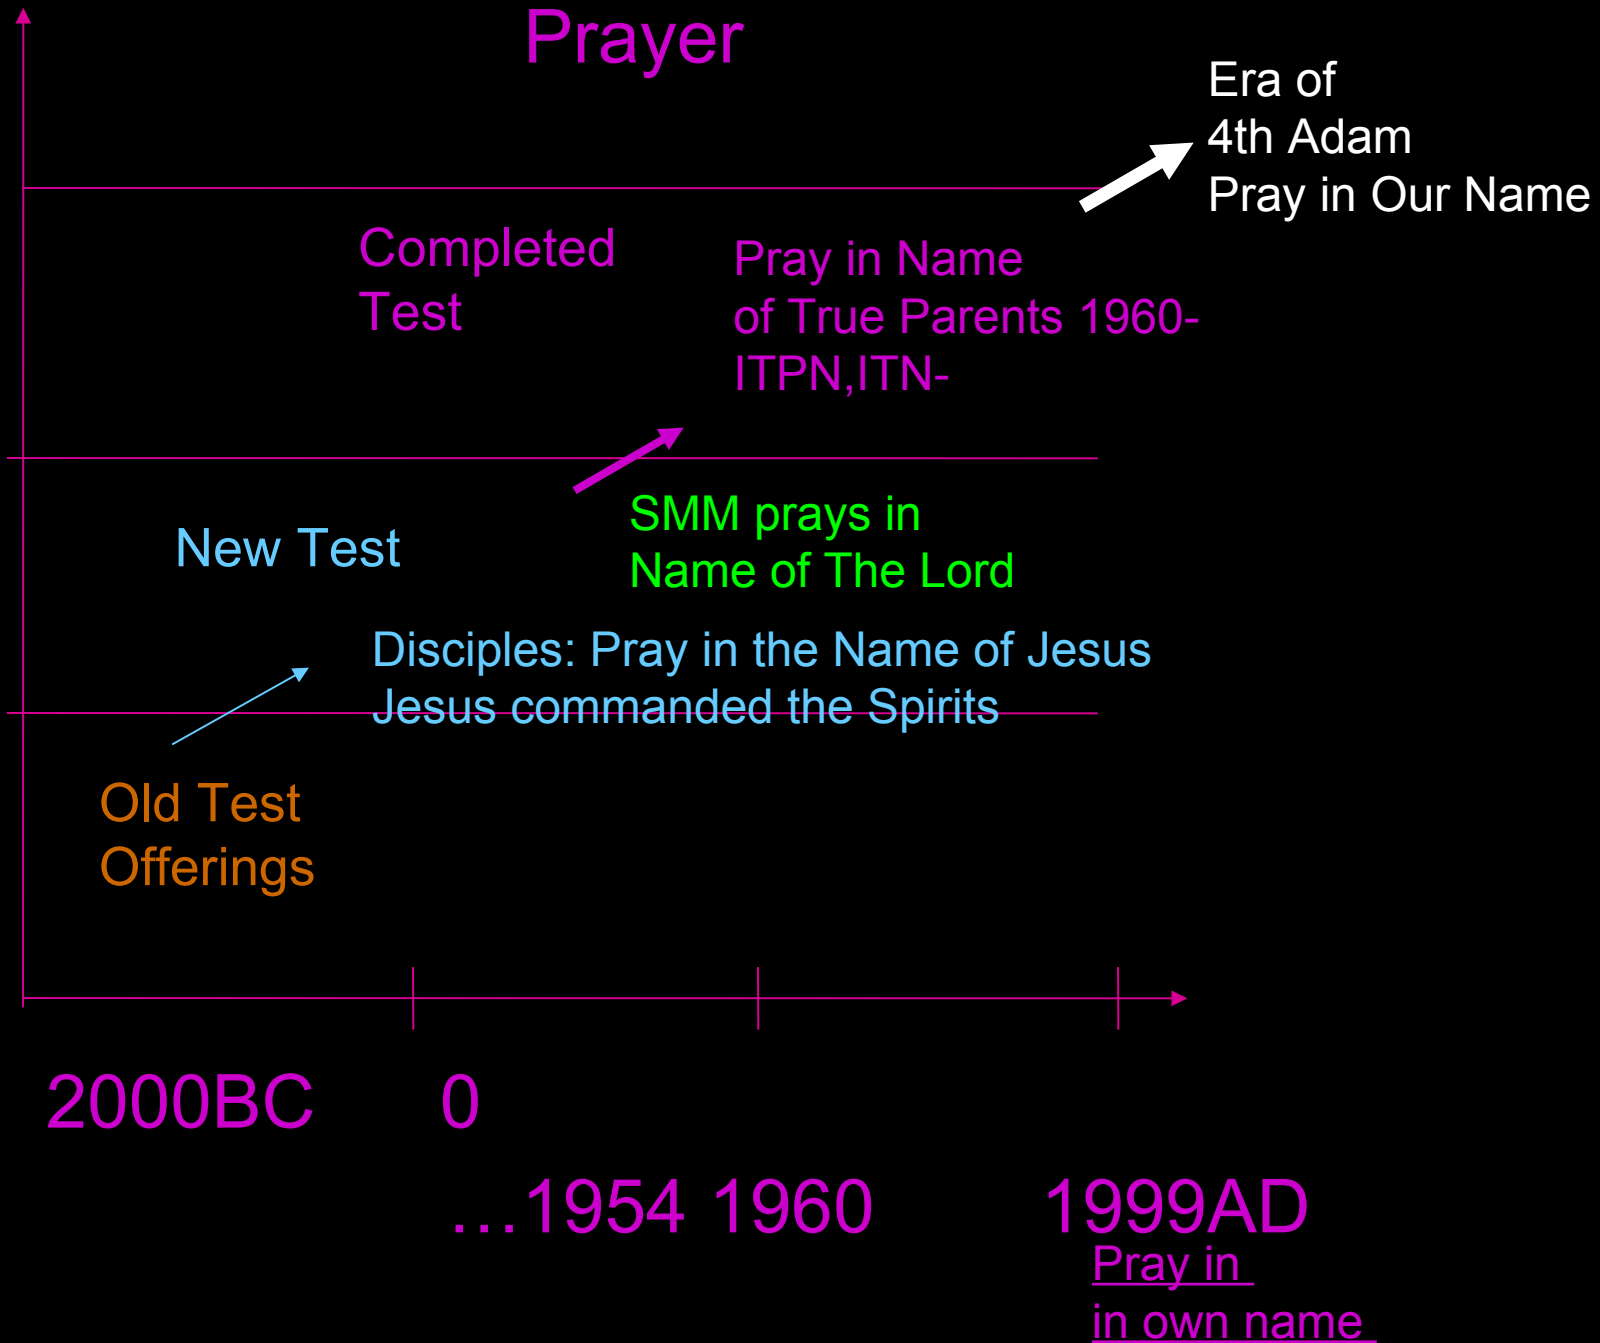 Prayer
Era of
4th Adam
Pray in Our Name
Completed
Test
Pray in Name
of True Parents 1960-
ITPN,ITN-
New Test
SMM prays in
Name of The Lord
Disciples: Pray in the Name of Jesus
Jesus commanded the Spirits
Old Test
Offerings
2000BC 0
...1954 1960 1999AD
Pray in
in own name